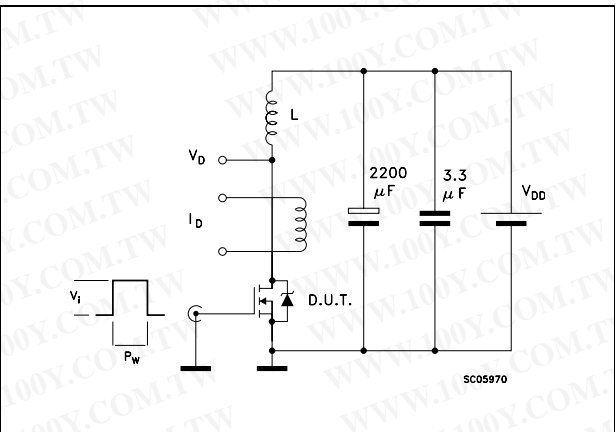 WWW.100Y.COM.TW
L
V_D
2200
μF
3.3
μF
V_DD
I_D
V_i
D.U.T.
P_W
SC05970